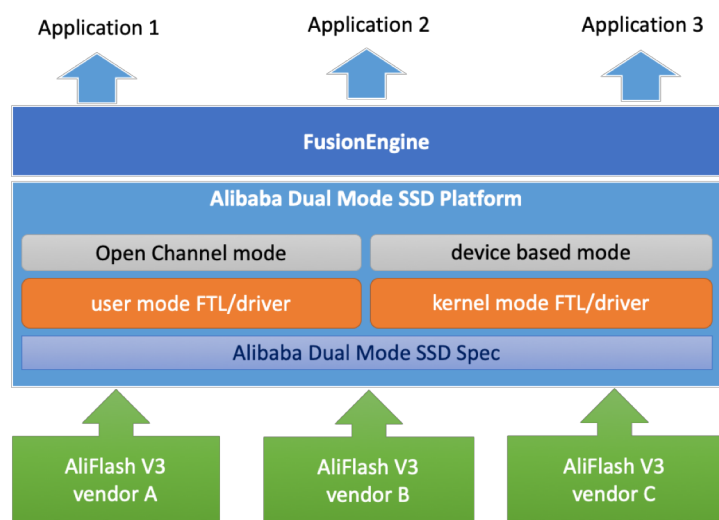 Application 1
Application 2
Application 3
FusionEngine
Alibaba Dual Mode SSD Platform
Open Channel mode
device based mode
user mode FTL/driver
kernel mode FTL/driver
Alibaba Dual Mode SSD Spec
AliFlash V3
vendor A
AliFlash V3
vendor B
AliFlash V3
vendor C